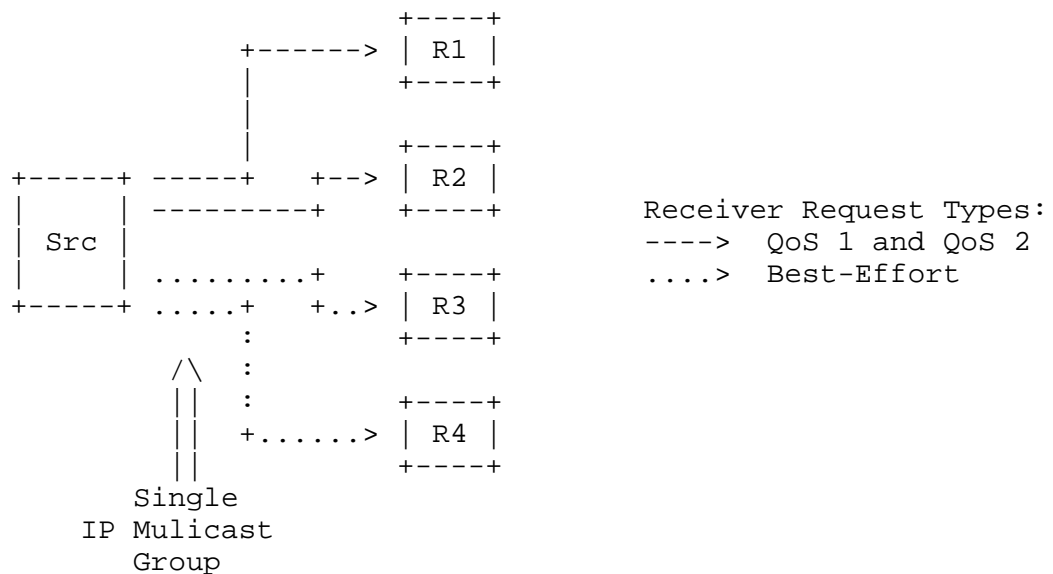 R1
R2
Receiver Request Types:
Src
----> QoS 1 and QoS 2
....> Best-Effort
R3
R4
Single
IP Mulicast
Group